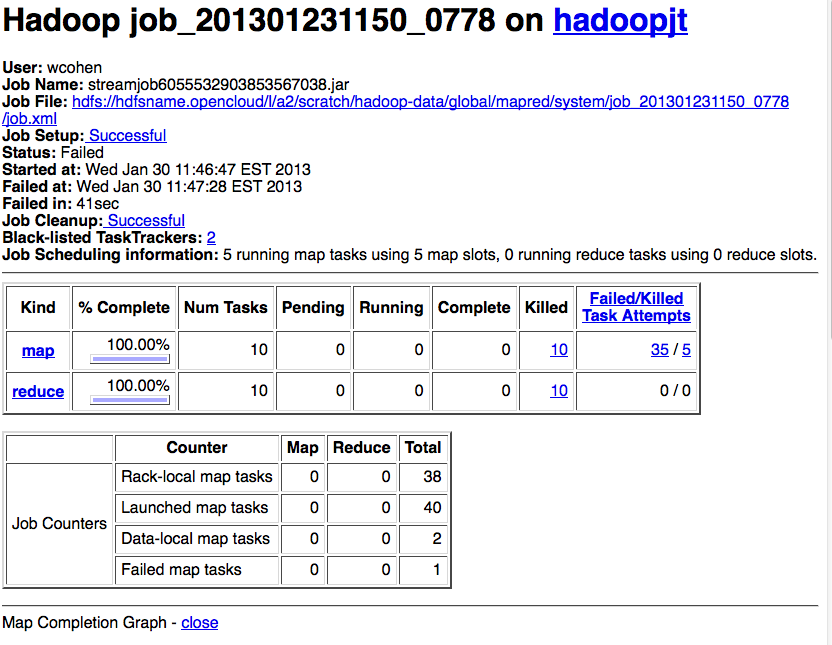 Hadoop job_201301231150_0778 on hadoopjt
User: wcohen
Job Name: streamjob6055532903853567038.jar
Job File: hdfs://hdfsname.opencloud/l/a2/scratch/hadoop-data/global/mapred/system/job_201301231150_0778
/job.xml
Job Setup: Successful
Status: Failed
Started at: Wed Jan 30 11:46:47 EST 2013
Failed at: Wed Jan 30 11:47:28 EST 2013
Failed in: 41sec
Job Cleanup: Successful
Black-listed TaskTrackers: 2
Job Scheduling information: 5 running map tasks using 5 map slots, 0 running reduce tasks using 0 reduce slots.
Kind % Complete Num Tasks Pending Running Complete Killed Failed/Killed
Task Attempts
map 100.00% 10 0 0 0 10 35 / 5
reduce 100.00% 10 0 0 0 10 0 / 0
Counter Map Reduce Total
Job Counters
Rack-local map tasks 0 0 38
Launched map tasks 0 0 40
Data-local map tasks 0 0 2
Failed map tasks 0 0 1
Map Completion Graph - close